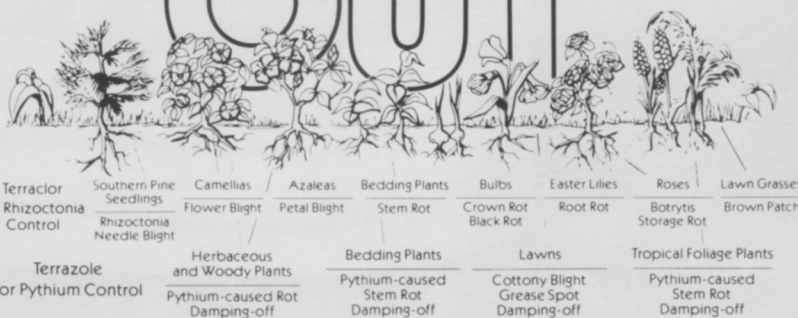 OUT
Terraclor
Rhizoctonia
Control
Southern Pine
Seedlings
Rhizoctonia
Needle Blight
Camellias
Flower Blight
Azaleas
Petal Blight
Bedding Plants
Stem Rot
Bulbs
Crown Rot
Black Rot
Easter Lilies
Root Rot
Roses
Botrytis
Storage Rot
Lawn Grasses
Brown Patch
Terrazole
or Pythium Control
Herbaceous
and Woody Plants
Pythium-caused Rot
Damping-off
Bedding Plants
Pythium-caused
Stem Rot
Damping-off
Lawns
Cottony Blight
Grease Spot
Damping-off
Tropical Foliage Plants
Pythium-caused
Stem Rot
Damping-off